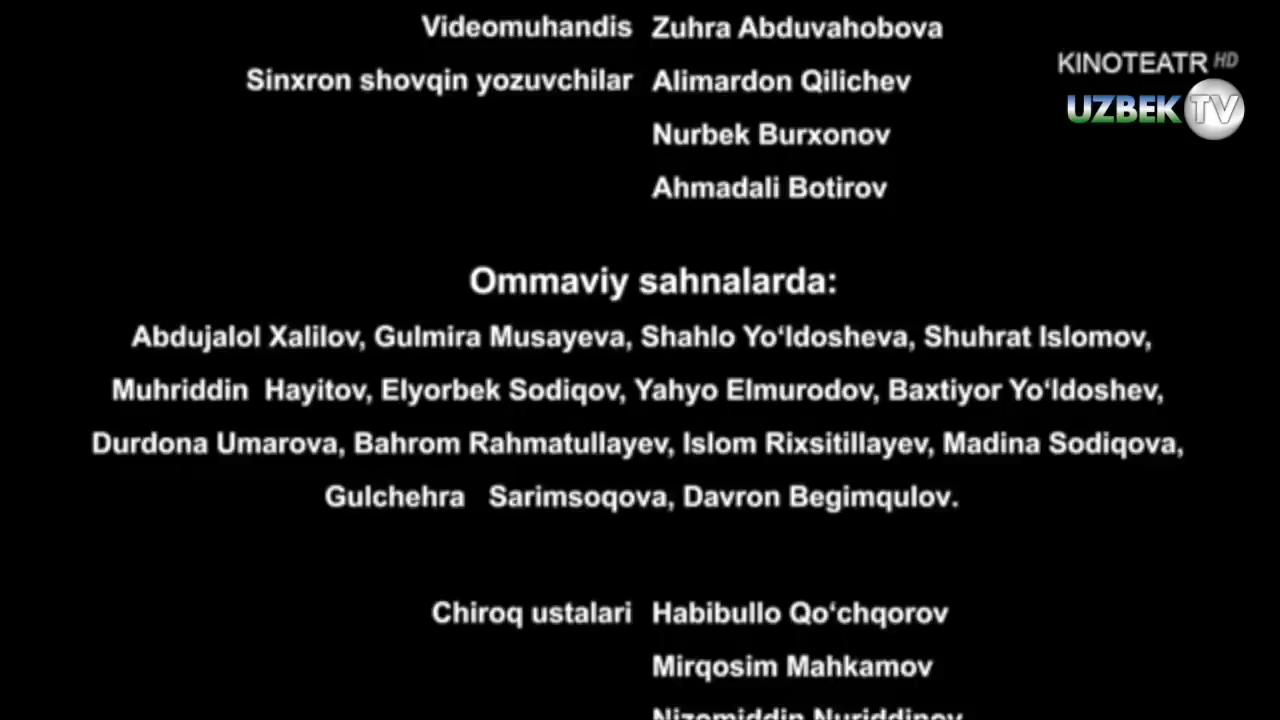 Videomuhandis Zuhra Abduvahobova
KINOTEATR HD
Sinxron shovqin yozuvchilar Alimardon Qilichev
UZBEK TV
Nurbek Burxonov
Ahmadali Botirov
Ommaviy sahnalarda:
Abdujalol Xalilov, Gulmira Musayeva, Shahlo Yo‘ldosheva, Shuhrat Islomov,
Muhriddin Hayitov, Elyorbek Sodiqov, Yahyo Elmurodov, Baxtiyor Yo‘ldoshev,
Durdona Umarova, Bahrom Rahmatullayev, Islom Rixsitillayev, Madina Sodiqova,
Gulchehra Sarimsoqova, Davron Begimqulov.
Chiroq ustalari Habibullo Qo‘chqorov
Mirqosim Mahkamov
Nizomiddin Nuriddinov